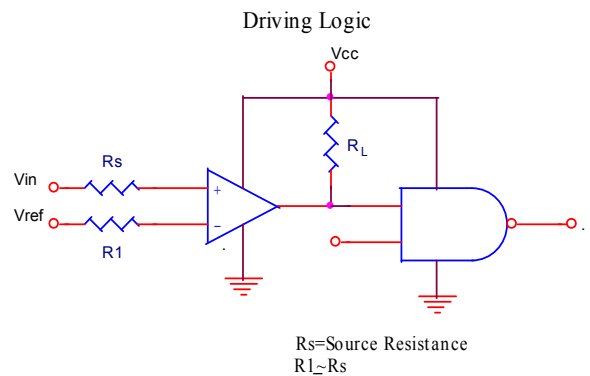 Driving Logic
Vcc
RL
Rs
Vin
+
Vref
−
R1
.
.
Rs=Source Resistance
R1~Rs